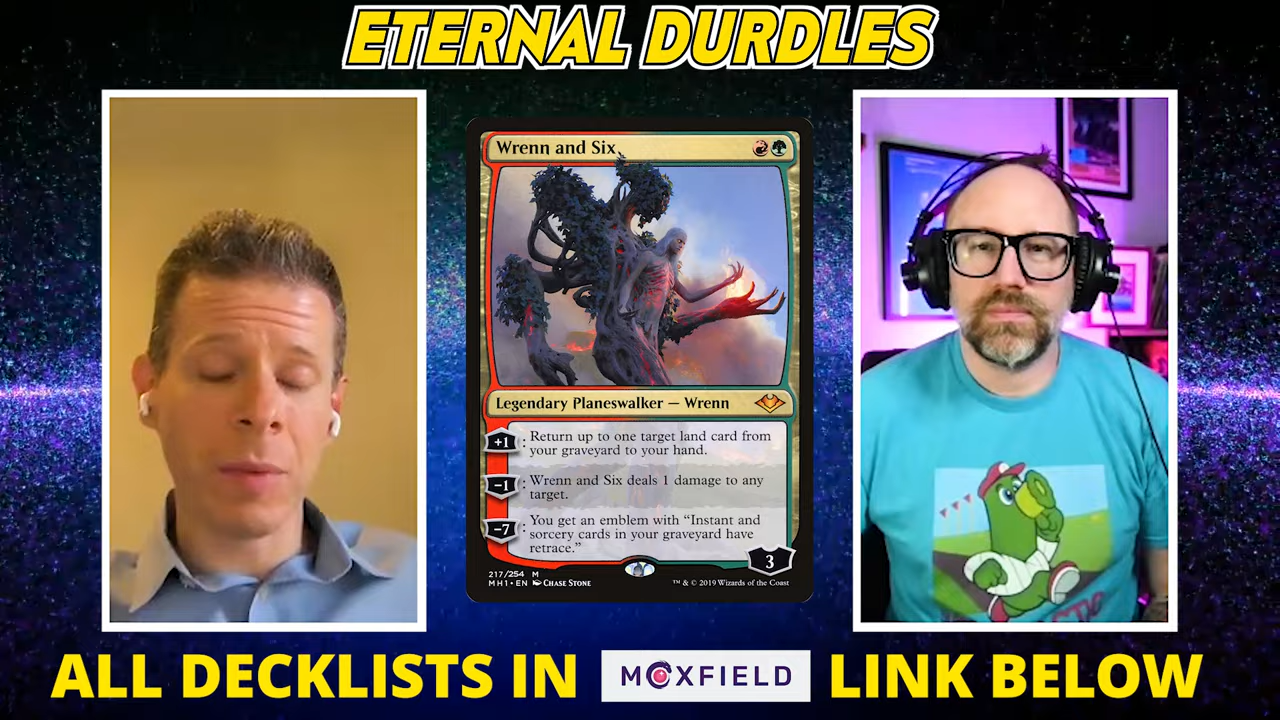 ETERNAL DURDLES
Wrenn and Six
Legendary Planeswalker — Wrenn
+1 : Return up to one target land card from
your graveyard to your hand.
−1 : Wrenn and Six deals 1 damage to any
target.
−7 : You get an emblem with “Instant and
sorcery cards in your graveyard have
retrace.”
3
217/254 M
MH1 • EN CHASE STONE
™ & © 2019 Wizards of the Coast
ALL DECKLISTS IN MOXFIELD LINK BELOW